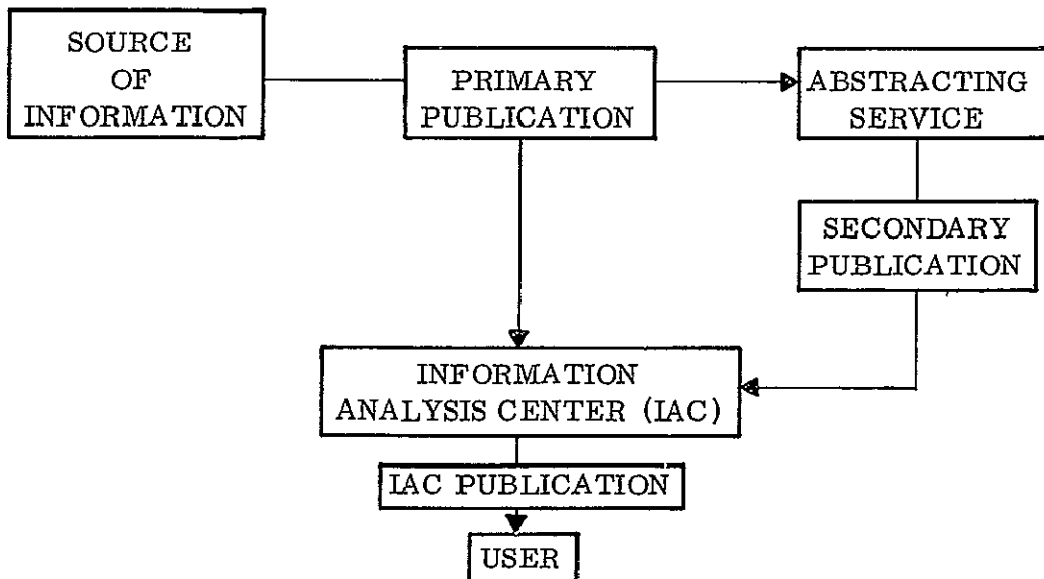 SOURCE
OF
INFORMATION
PRIMARY
PUBLICATION
ABSTRACTING
SERVICE
SECONDARY
PUBLICATION
INFORMATION
ANALYSIS CENTER (IAC)
IAC PUBLICATION
USER